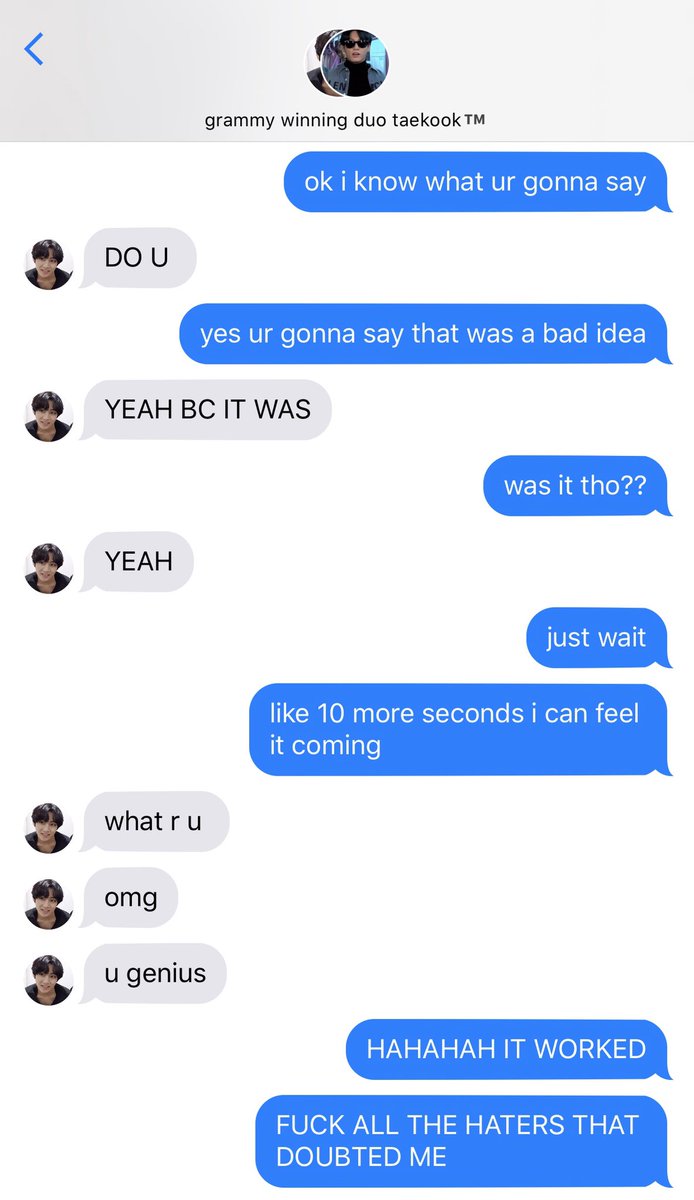 grammy winning duo taekook™️
ok i know what ur gonna say
DO U
yes ur gonna say that was a bad idea
YEAH BC IT WAS
was it tho??
YEAH
just wait
like 10 more seconds i can feel
it coming
what r u
omg
u genius
HAHAHAH IT WORKED
FUCK ALL THE HATERS THAT
DOUBTED ME